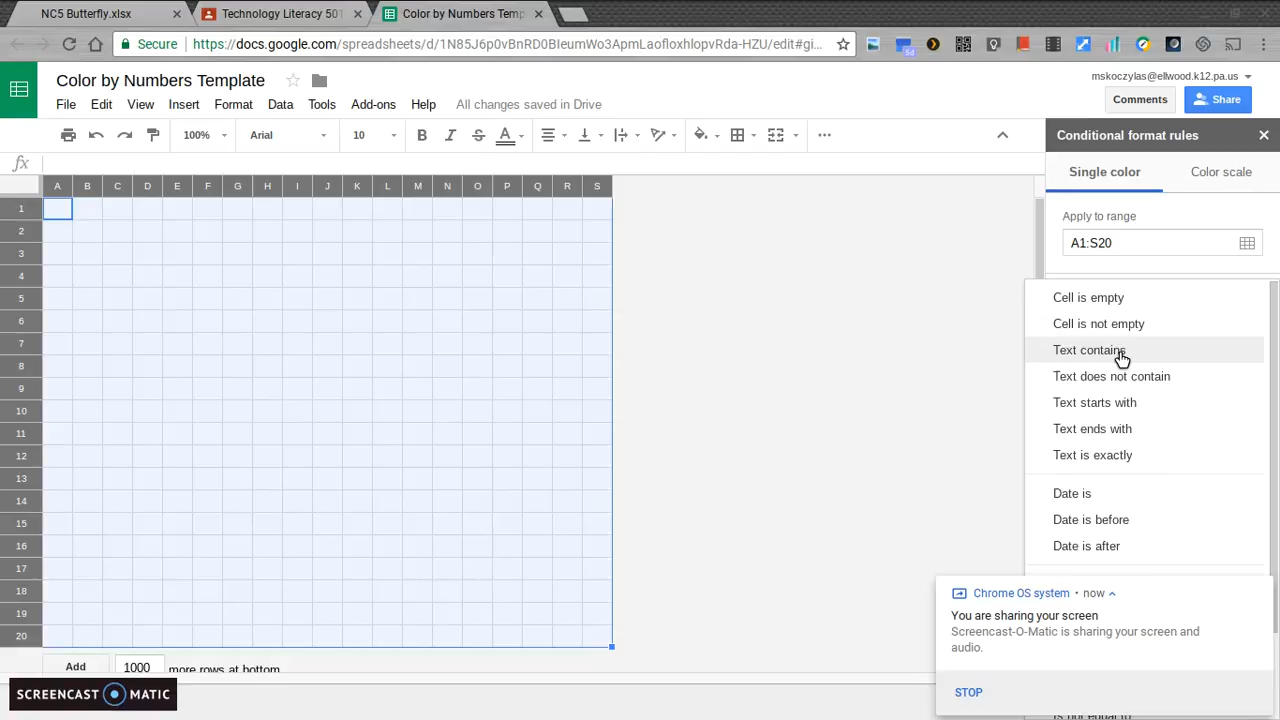 NC5 Butterfly.xlsx
Technology Literacy 501
Color by Numbers Temp
Secure
https://docs.google.com/spreadsheets/d/1N85J6p0vBnRD0BIeumWo3ApmLaofloxhlopvRda-HZU/edit#gi...
5d
Color by Numbers Template
mskoczylas@ellwood.k12.pa.us
File Edit View Insert Format Data Tools Add-ons Help All changes saved in Drive
Comments
Share
100% Arial 10 B I S A
Conditional format rules
fx
Single color Color scale
A B C D E F G H I J K L M N O P Q R S
Apply to range
A1:S20
1
2
3
4
5
6
7
8
9
10
11
12
13
14
15
16
17
18
19
20
Cell is empty
Cell is not empty
Text contains
Text does not contain
Text starts with
Text ends with
Text is exactly
Date is
Date is before
Date is after
Chrome OS system • now
You are sharing your screen
Screencast-O-Matic is sharing your screen and
audio.
STOP
Add 1000 more rows at bottom.
SCREENCAST MATIC
Is not equal to